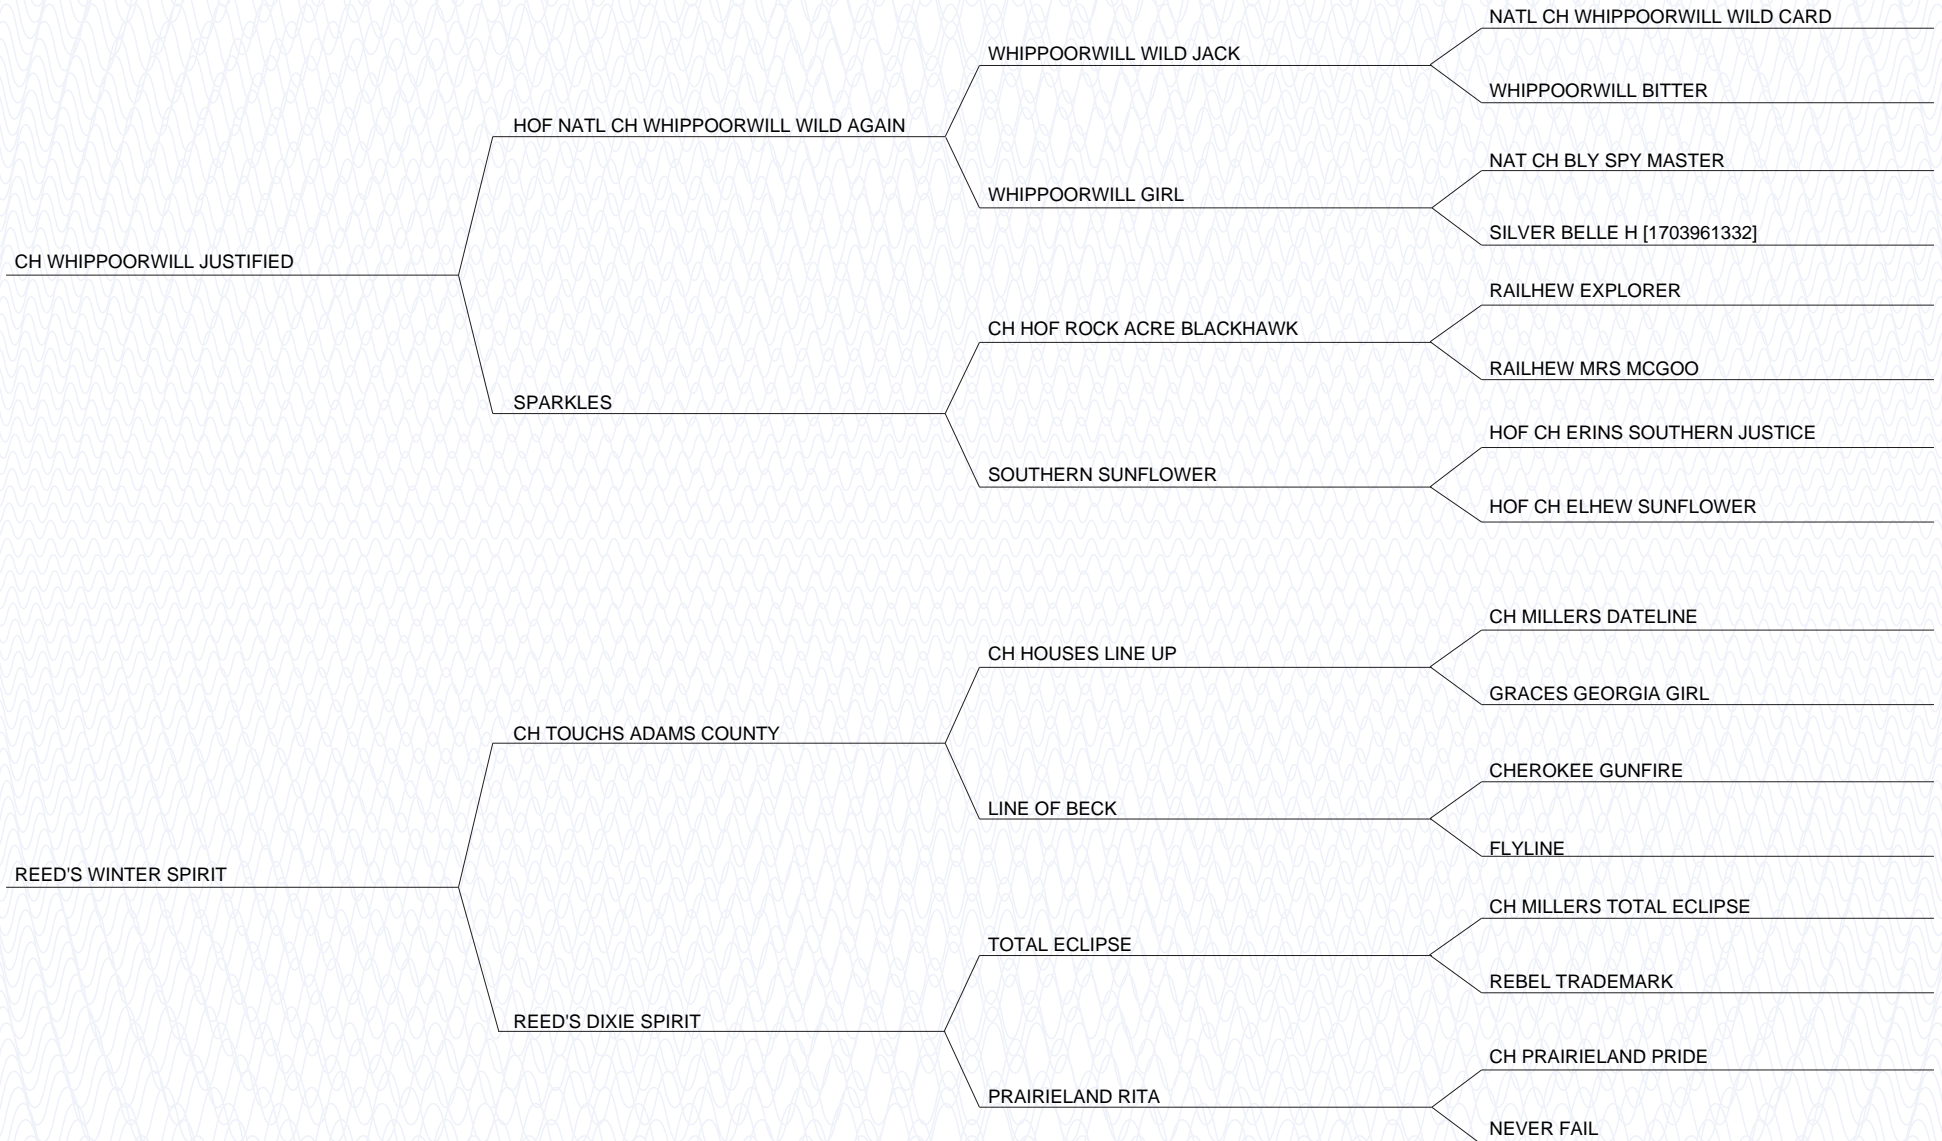 NATL CH WHIPPOORWILL WILD CARD
WHIPPOORWILL WILD JACK
WHIPPOORWILL BITTER
HOF NATL CH WHIPPOORWILL WILD AGAIN
NAT CH BLY SPY MASTER
WHIPPOORWILL GIRL
SILVER BELLE H [1703961332]
CH WHIPPOORWILL JUSTIFIED
RAILHEW EXPLORER
CH HOF ROCK ACRE BLACKHAWK
RAILHEW MRS MCGOO
SPARKLES
HOF CH ERINS SOUTHERN JUSTICE
SOUTHERN SUNFLOWER
HOF CH ELHEW SUNFLOWER
CH MILLERS DATELINE
CH HOUSES LINE UP
GRACES GEORGIA GIRL
CH TOUCHS ADAMS COUNTY
CHEROKEE GUNFIRE
LINE OF BECK
FLYLINE
REED'S WINTER SPIRIT
CH MILLERS TOTAL ECLIPSE
TOTAL ECLIPSE
REBEL TRADEMARK
REED'S DIXIE SPIRIT
CH PRAIRIELAND PRIDE
PRAIRIELAND RITA
NEVER FAIL